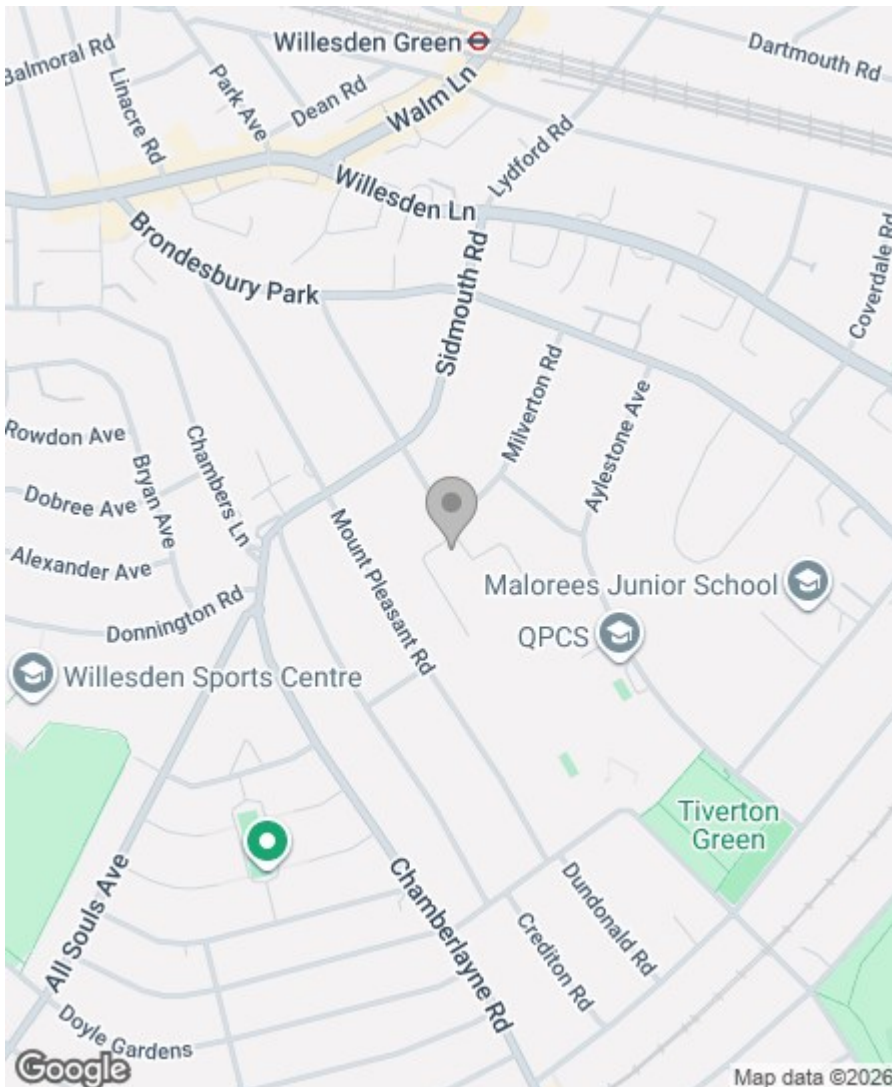 Willesden Green
Balmoral Rd
Linacre Rd
Park Ave
Dean Rd
Walm Ln
Dartmouth Rd
Lydford Rd
Willesden Ln
Brondesbury Park
Sidmouth Rd
Coverdale Rd
Milverton Rd
Aylestone Ave
Rowdon Ave
Chambers Ln
Bryan Ave
Dobree Ave
Alexander Ave
Mount Pleasant Rd
Malorees Junior School
Donnington Rd
QPCS
Willesden Sports Centre
Tiverton
Green
All Souls Ave
Chamberlayne Rd
Dundonald Rd
Crediton Rd
Doyle Gardens
Google
Map data ©2026